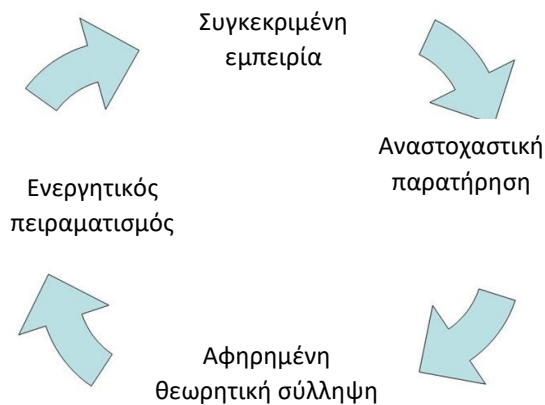 Συγκεκριμένη
εμπειρία
Αναστοχαστική
παρατήρηση
Ενεργητικός
πειραματισμός
Αφηρημένη
θεωρητική σύλληψη